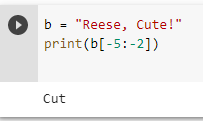 b = "Reese, Cute!"
print(b[-5:-2])
Cut